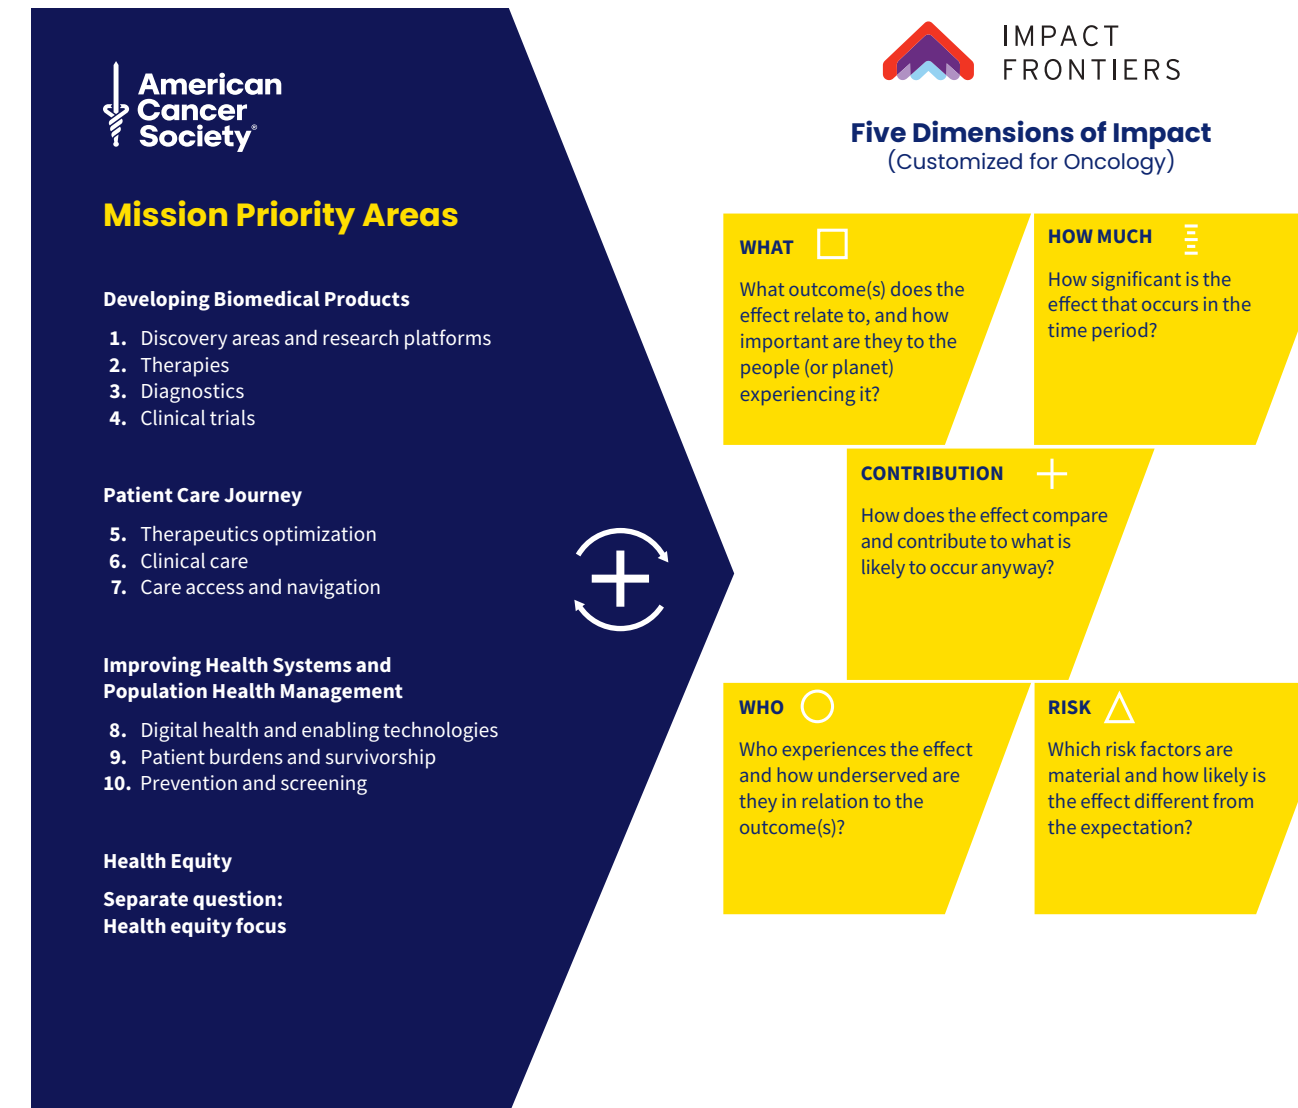 American
Cancer
Society®
Mission Priority Areas
Developing Biomedical Products
1. Discovery areas and research platforms
2. Therapies
3. Diagnostics
4. Clinical trials
Patient Care Journey
5. Therapeutics optimization
6. Clinical care
7. Care access and navigation
Improving Health Systems and
Population Health Management
8. Digital health and enabling technologies
9. Patient burdens and survivorship
10. Prevention and screening
Health Equity
Separate question:
Health equity focus
IMPACT
FRONTIERS
Five Dimensions of Impact
(Customized for Oncology)
WHAT
What outcome(s) does the
effect relate to, and how
important are they to the
people (or planet)
experiencing it?
HOW MUCH
How significant is the
effect that occurs in the
time period?
CONTRIBUTION
How does the effect compare
and contribute to what is
likely to occur anyway?
WHO
Who experiences the effect
and how underserved are
they in relation to the
outcome(s)?
RISK
Which risk factors are
material and how likely is
the effect different from
the expectation?